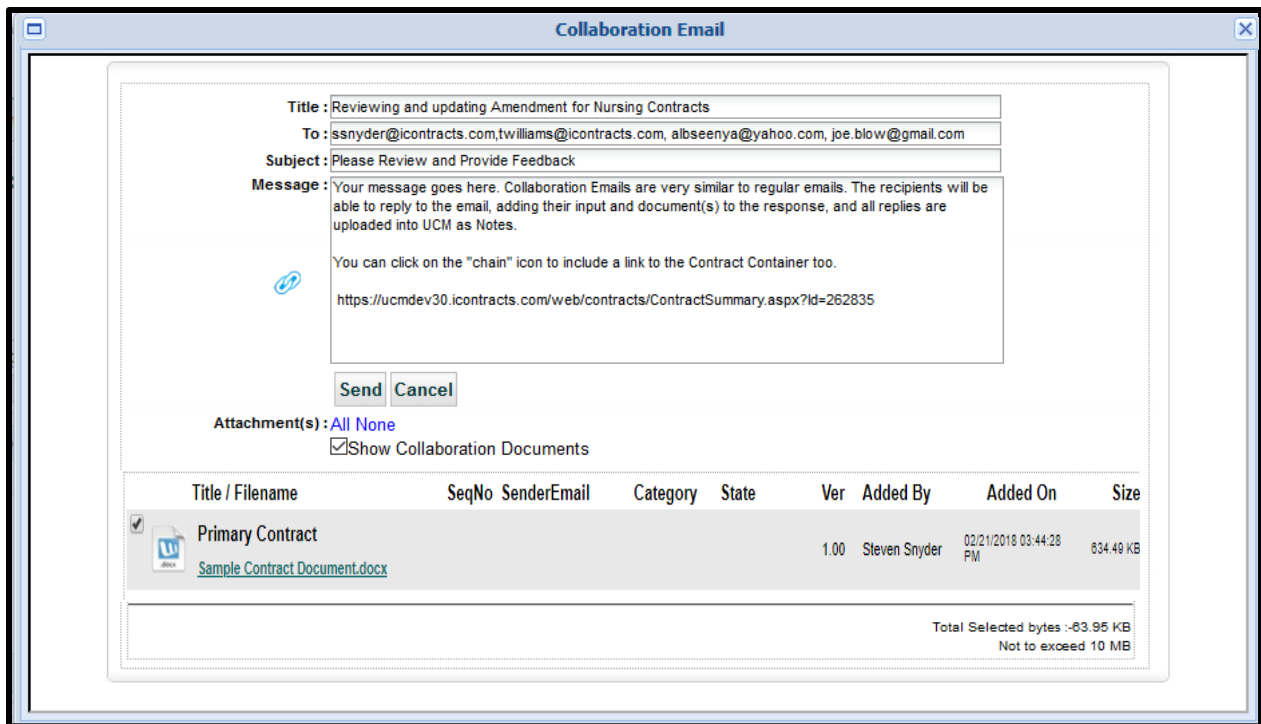 Collaboration Email
Title : Reviewing and updating Amendment for Nursing Contracts
To : ssnyder@icontracts.com,twilliams@icontracts.com, albseenya@yahoo.com, joe.blow@gmail.com
Subject : Please Review and Provide Feedback
Message : Your message goes here. Collaboration Emails are very similar to regular emails. The recipients will be
able to reply to the email, adding their input and document(s) to the response, and all replies are
uploaded into UCM as Notes.
You can click on the "chain" icon to include a link to the Contract Container too.
https://ucmdev30.icontracts.com/web/contracts/ContractSummary.aspx?Id=262835
Send Cancel
Attachment(s) : All None
Show Collaboration Documents
Title / Filename SeqNo SenderEmail Category State Ver Added By Added On Size
Primary Contract
1.00 Steven Snyder 02/21/2018 03:44:28 PM 634.49 KB
Sample Contract Document.docx
.docx
Total Selected bytes :-63.95 KB
Not to exceed 10 MB